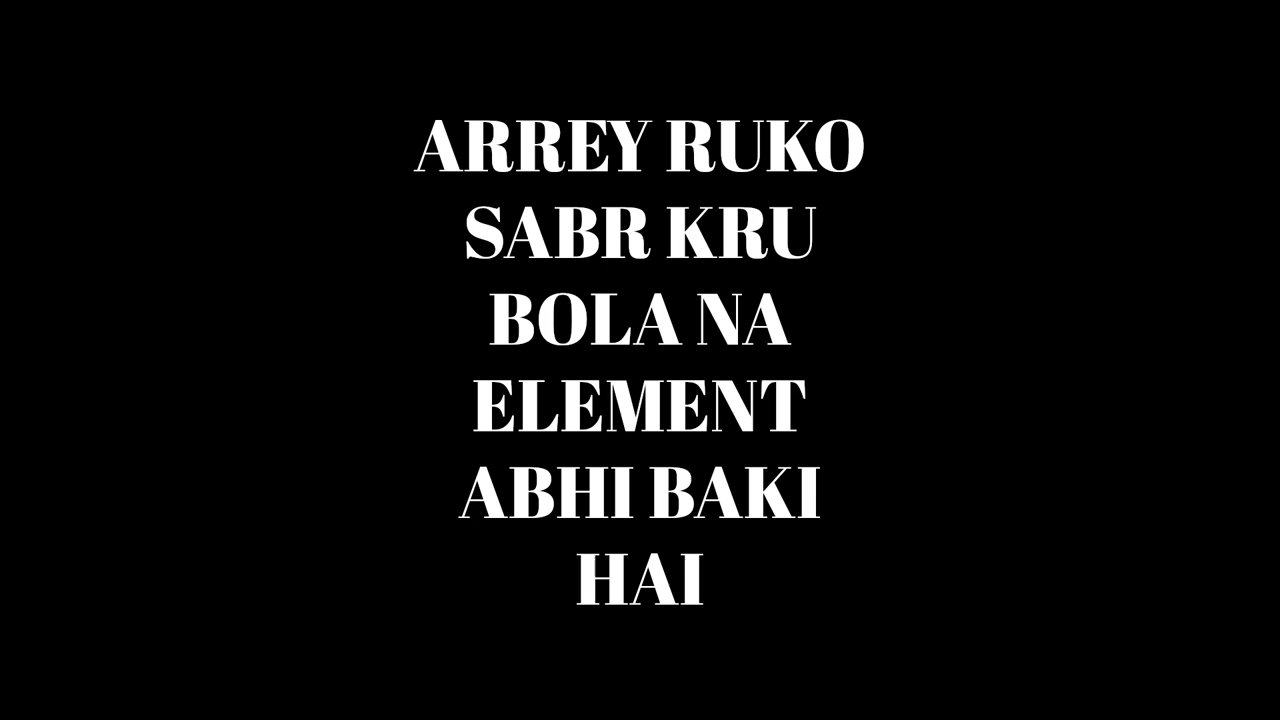 ARREY RUKO
SABR KRU
BOLA NA
ELEMENT
ABHI BAKI
HAI